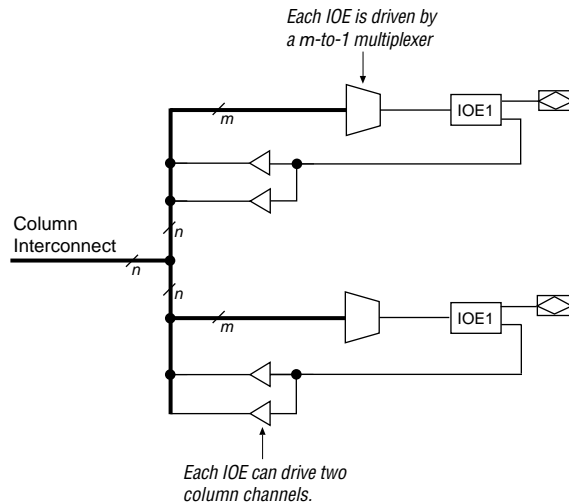 Each IOE is driven by
a m-to-1 multiplexer
m
IOE1
Column
Interconnect
n
n
n
m
IOE1
Each IOE can drive two
column channels.